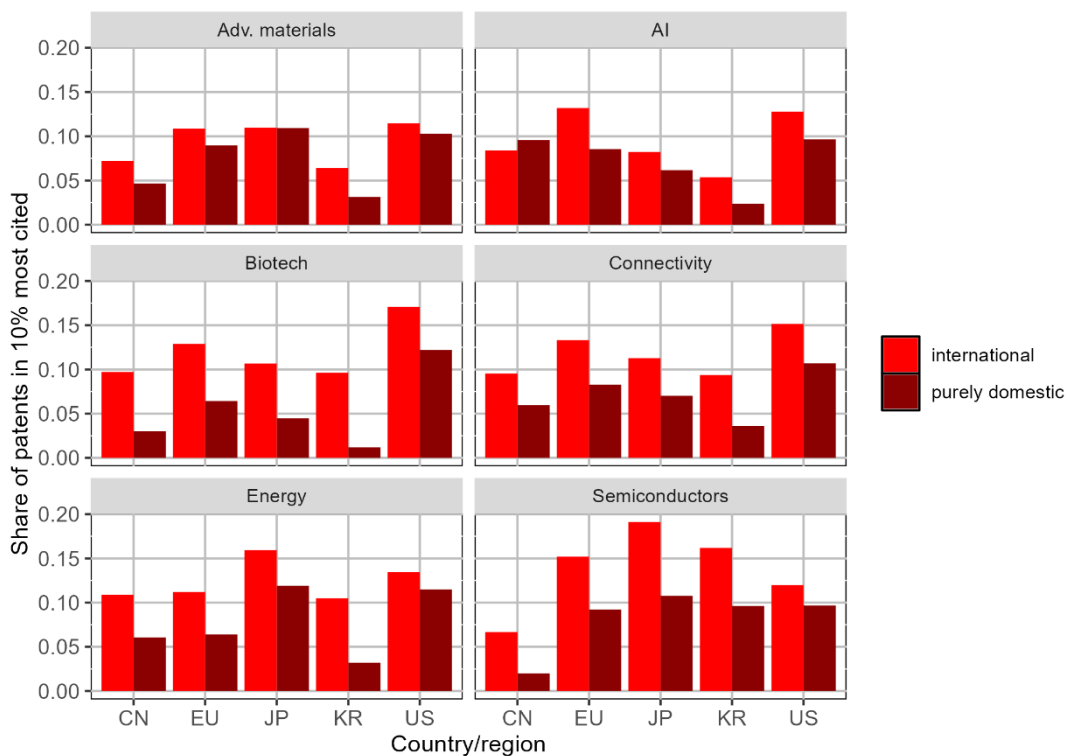 Adv. materials
AI
0.20
0.15
0.10
0.05
0.00
Biotech
Connectivity
0.20
0.15
0.10
0.05
0.00
Energy
Semiconductors
0.20
0.15
0.10
0.05
0.00
CN EU JP KR US
CN EU JP KR US
Country/region
Share of patents in 10% most cited
international
purely domestic